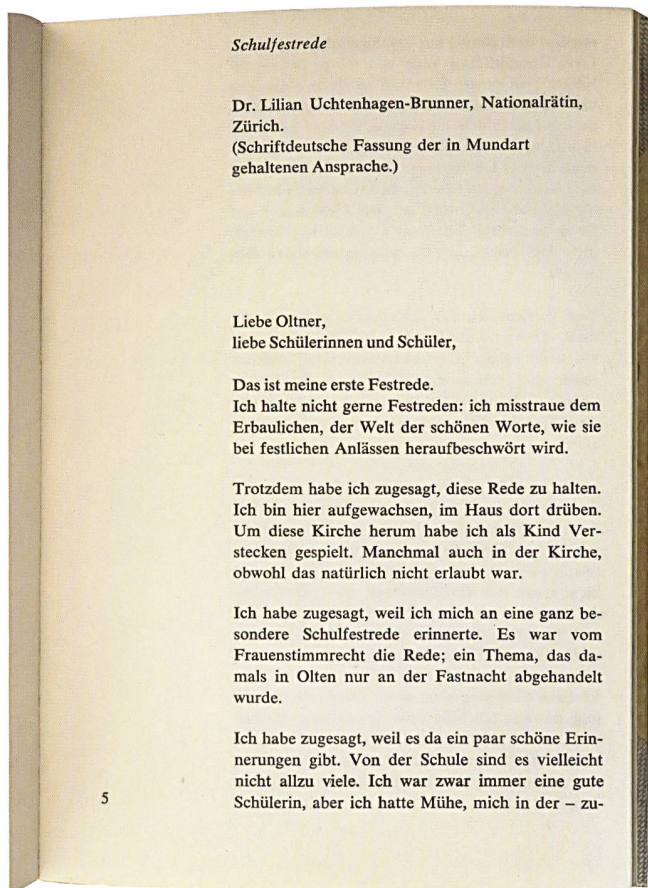 Schulfestrede
Dr. Lilian Uchtenhagen-Brunner, Nationalrätin,
Zürich.
(Schriftdeutsche Fassung der in Mundart
gehaltenen Ansprache.)
Liebe Oltner,
liebe Schülerinnen und Schüler,
Das ist meine erste Festrede.
Ich halte nicht gerne Festreden: ich misstraue dem
Erbaulichen, der Welt der schönen Worte, wie sie
bei festlichen Anlässen heraufbeschwört wird.
Trotzdem habe ich zugesagt, diese Rede zu halten.
Ich bin hier aufgewachsen, im Haus dort drüben.
Um diese Kirche herum habe ich als Kind Ver-
stecken gespielt. Manchmal auch in der Kirche,
obwohl das natürlich nicht erlaubt war.
Ich habe zugesagt, weil ich mich an eine ganz be-
sondere Schulfestrede erinnerte. Es war vom
Frauenstimmrecht die Rede; ein Thema, das da-
mals in Olten nur an der Fastnacht abgehandelt
wurde.
Ich habe zugesagt, weil es da ein paar schöne Erin-
nerungen gibt. Von der Schule sind es vielleicht
nicht allzu viele. Ich war zwar immer eine gute
Schülerin, aber ich hatte Mühe, mich in der – zu-
5